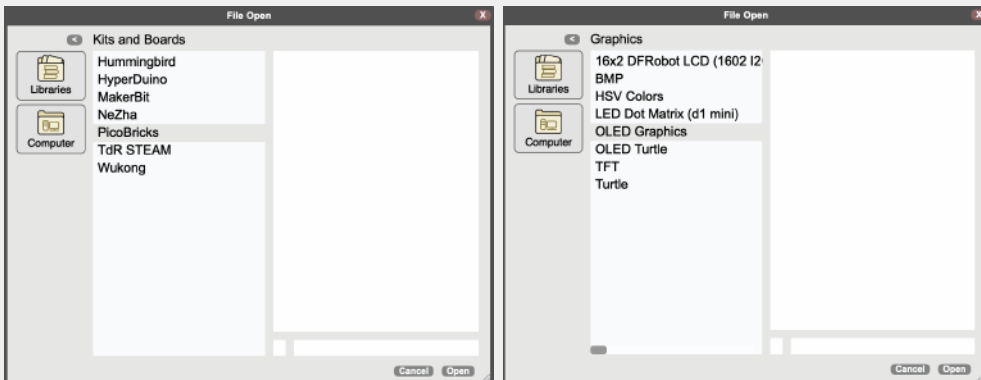 File Open
X
<
Kits and Boards
Libraries
Computer
Hummingbird
HyperDuino
MakerBit
NeZha
PicoBricks
TdR STEAM
Wukong
Cancel
Open
File Open
X
<
Graphics
Libraries
Computer
16x2 DFRobot LCD (1602 I2
BMP
HSV Colors
LED Dot Matrix (d1 mini)
OLED Graphics
OLED Turtle
TFT
Turtle
Cancel
Open